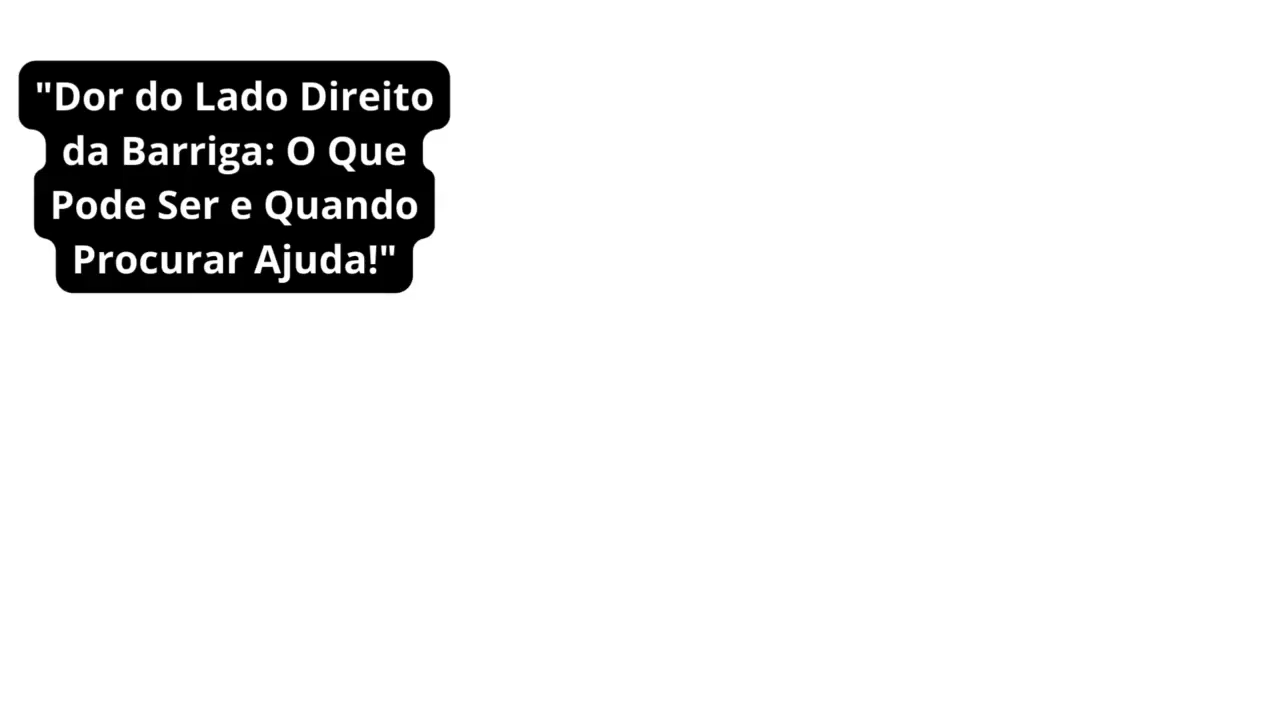 "Dor do Lado Direito
da Barriga: O Que
Pode Ser e Quando
Procurar Ajuda!"